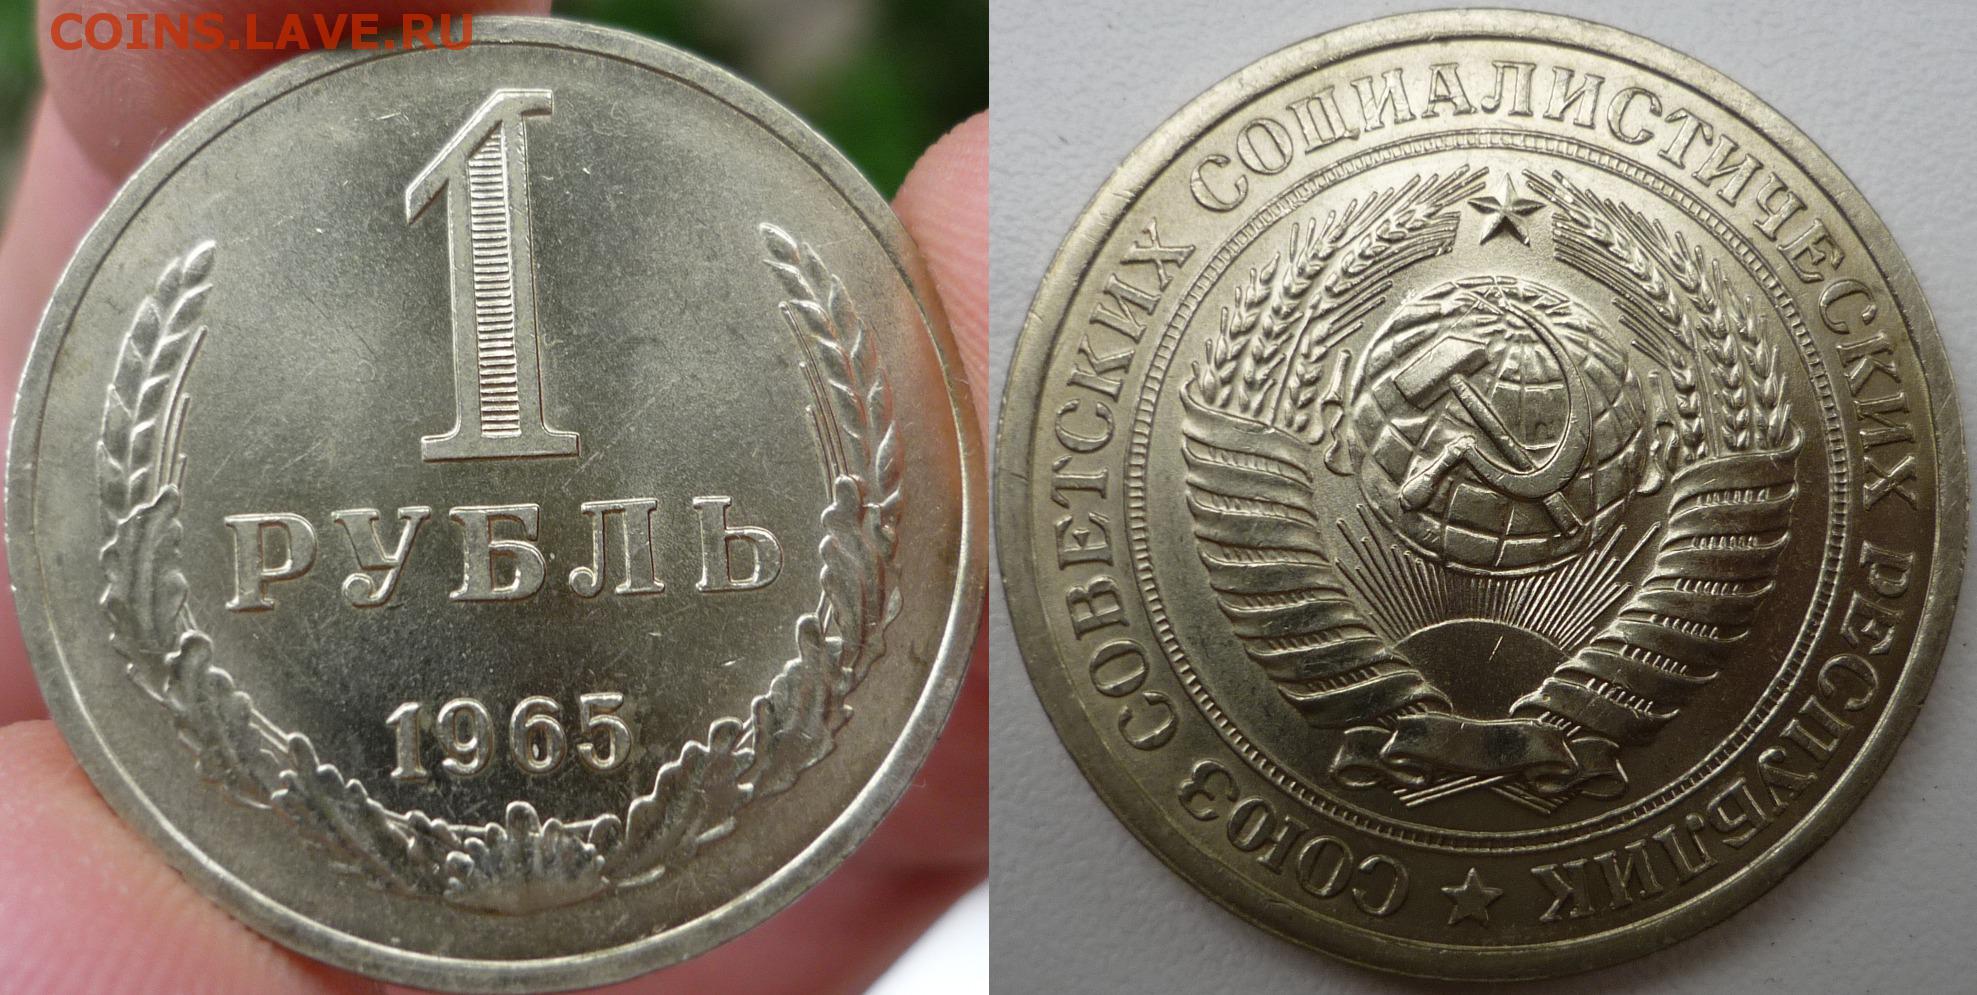 COINS.LAVE.RU
1
РУБЛЬ
1965
СОЮЗ СОВЕТСКИХ СОЦИАЛИСТИЧЕСКИХ РЕСПУБЛИК